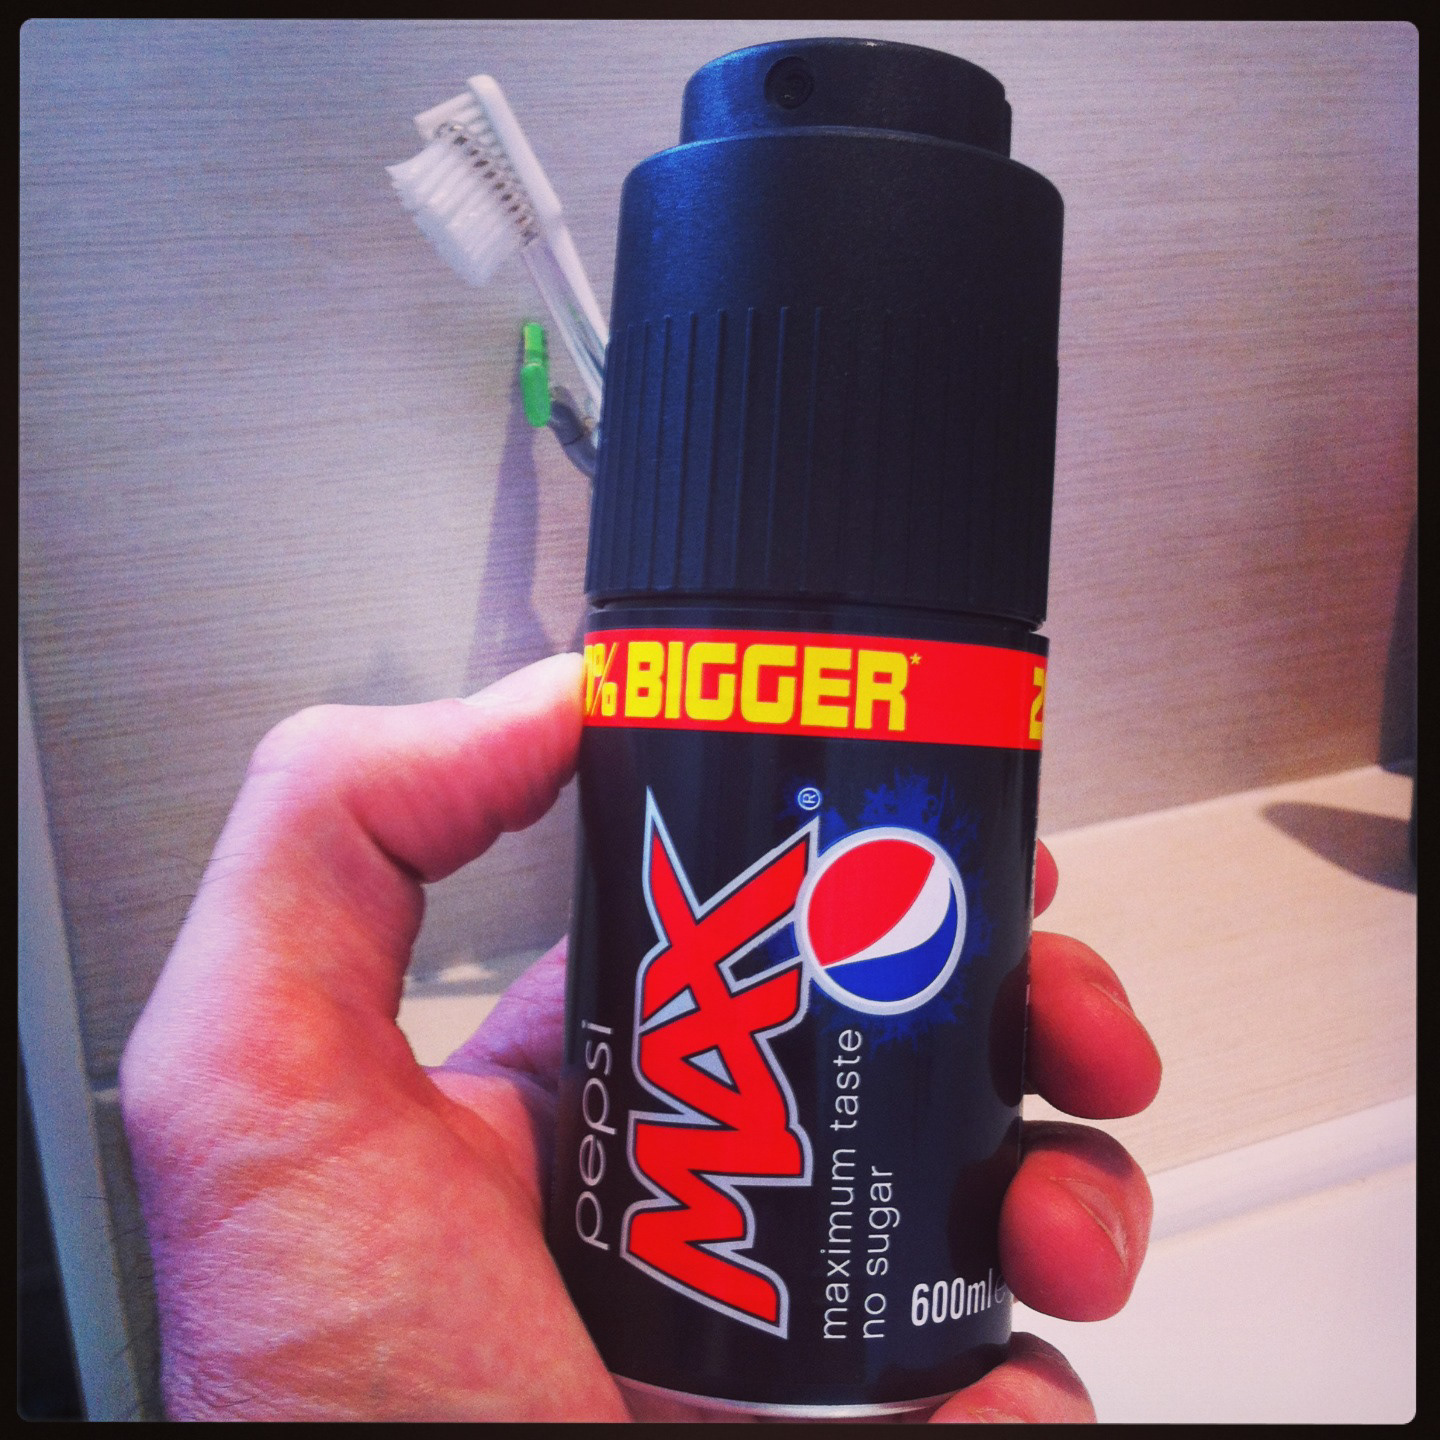 % BIGGER*
pepsi
MAX®
maximum taste
no sugar
600ml